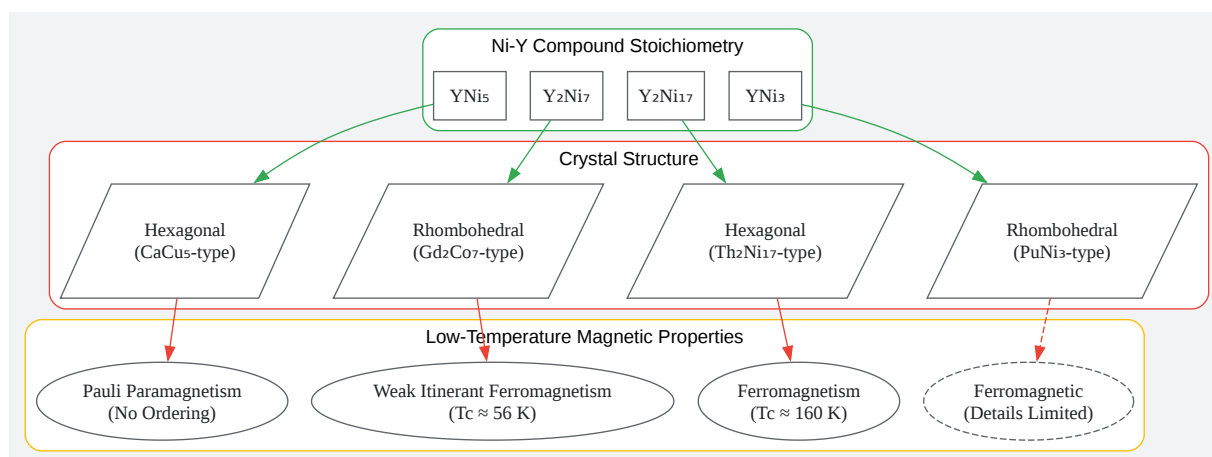 Ni-Y Compound Stoichiometry
YNi₅
Y₂Ni₇
Y₂Ni₁₇
YNi₃
Crystal Structure
Hexagonal
(CaCu₅-type)
Rhombohedral
(Gd₂Co₇-type)
Hexagonal
(Th₂Ni₁₇-type)
Rhombohedral
(PuNi₃-type)
Low-Temperature Magnetic Properties
Pauli Paramagnetism
(No Ordering)
Weak Itinerant Ferromagnetism
(Tc ≈ 56 K)
Ferromagnetism
(Tc ≈ 160 K)
Ferromagnetic
(Details Limited)